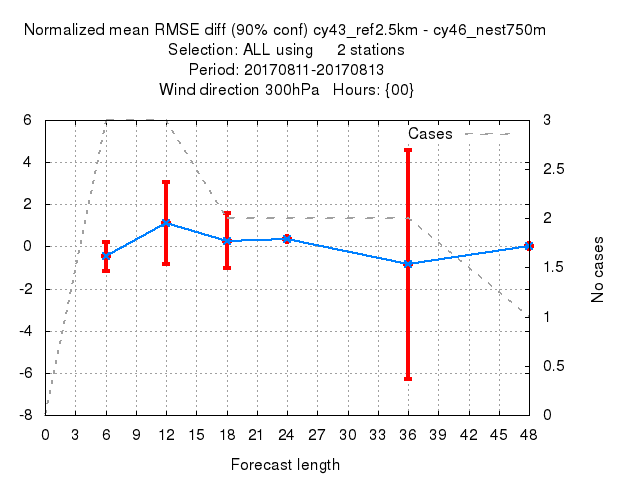 Normalized mean RMSE diff (90% conf) cy43_ref2.5km - cy46_nest750m
Selection: ALL using 2 stations
Period: 20170811-20170813
Wind direction 300hPa Hours: {00}
Cases
6
4
2
0
-2
-4
-6
-8
3
2.5
2
1.5
1
0.5
0
No cases
0 3 6 9 12 15 18 21 24 27 30 33 36 39 42 45 48
Forecast length